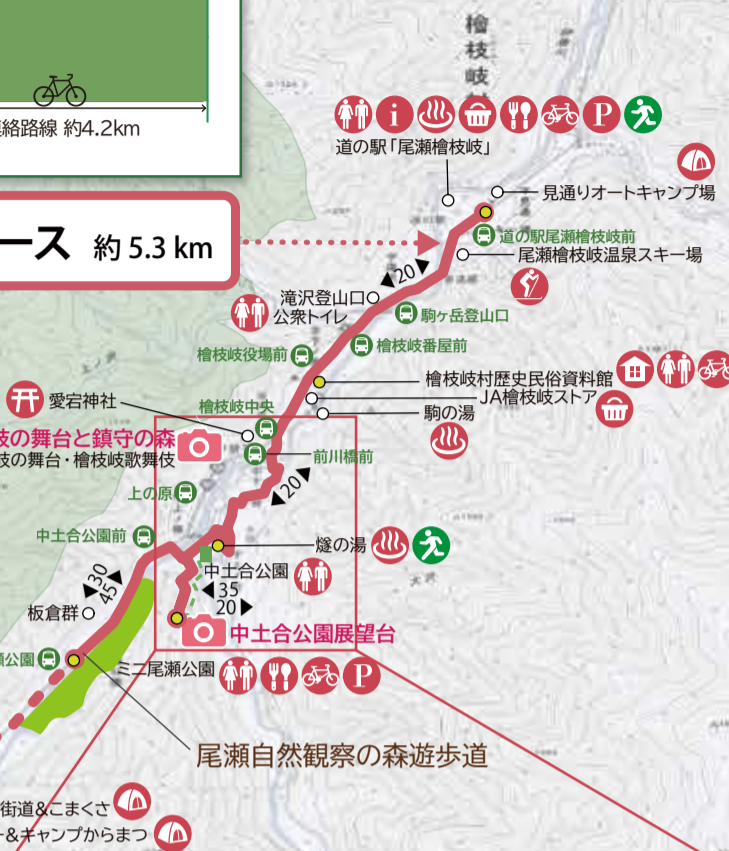 檜枝岐
絡路線 約4.2km
道の駅「尾瀬檜枝岐」
i
P
見通りオートキャンプ場
ース 約 5.3 km
道の駅尾瀬檜枝岐前
尾瀬檜枝岐温泉スキー場
◀20▶
滝沢登山口
公衆トイレ
駒ヶ岳登山口
檜枝岐役場前
檜枝岐番屋前
檜枝岐村歴史民俗資料館
JA檜枝岐ストア
愛宕神社
檜枝岐中央
駒の湯
岐の舞台と鎮守の森
岐の舞台・檜枝岐歌舞伎
前川橋前
上の原
◀20▶
中土合公園前
燧の湯
中土合公園
◀30
45▶
◀35
20▶
板倉群
中土合公園展望台
公園
ミニ尾瀬公園
P
尾瀬自然観察の森遊歩道
街道&こまくさ
ー&キャンプからまつ